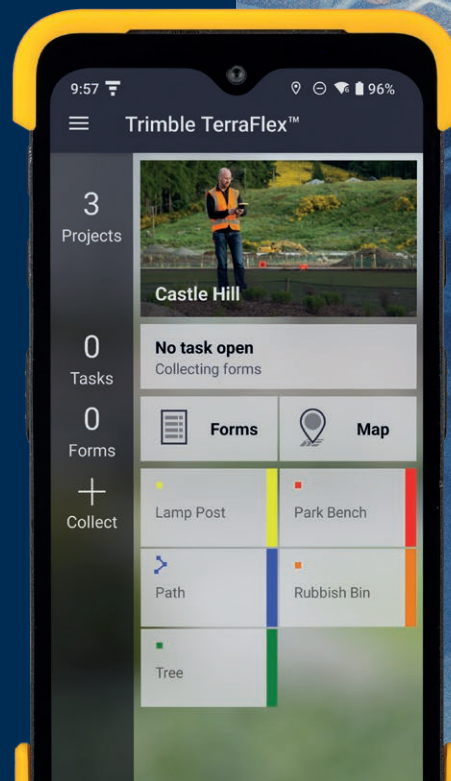 9:57
96%
Trimble TerraFlex™
3
Projects
Castle Hill
0
Tasks
No task open
Collecting forms
0
Forms
Forms
Map
+
Collect
Lamp Post
Park Bench
Path
Rubbish Bin
Tree